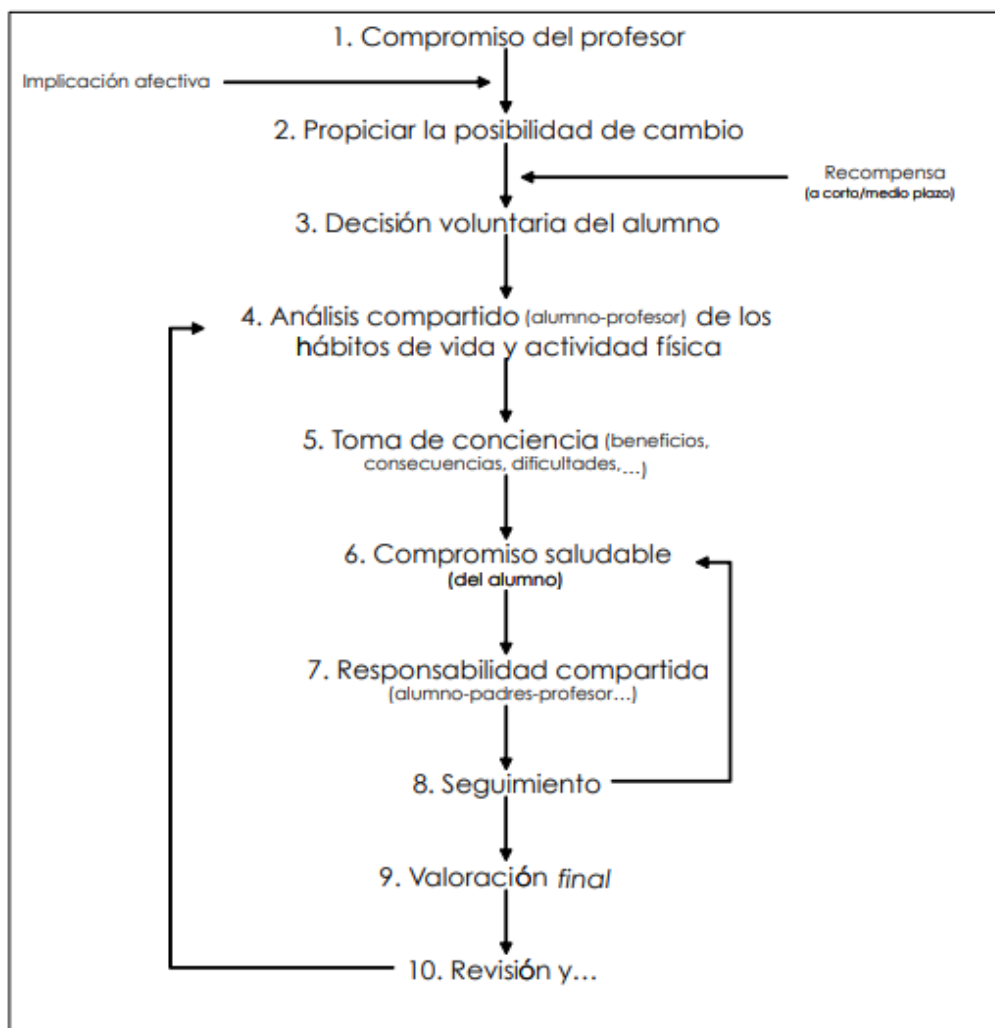 1. Compromiso del profesor
Implicación afectiva
2. Propiciar la posibilidad de cambio
Recompensa
(a corta/medio plazo)
3. Decisión voluntaria del alumno
4. Análisis compartido (alumno-profesor) de los
hábitos de vida y actividad física
5. Toma de conciencia (beneficios,
consecuencias, dificultades,...)
6. Compromiso saludable
(del alumno)
7. Responsabilidad compartida
(alumno-padres-profesor...)
8. Seguimiento
9. Valoración final
10. Revisión y...